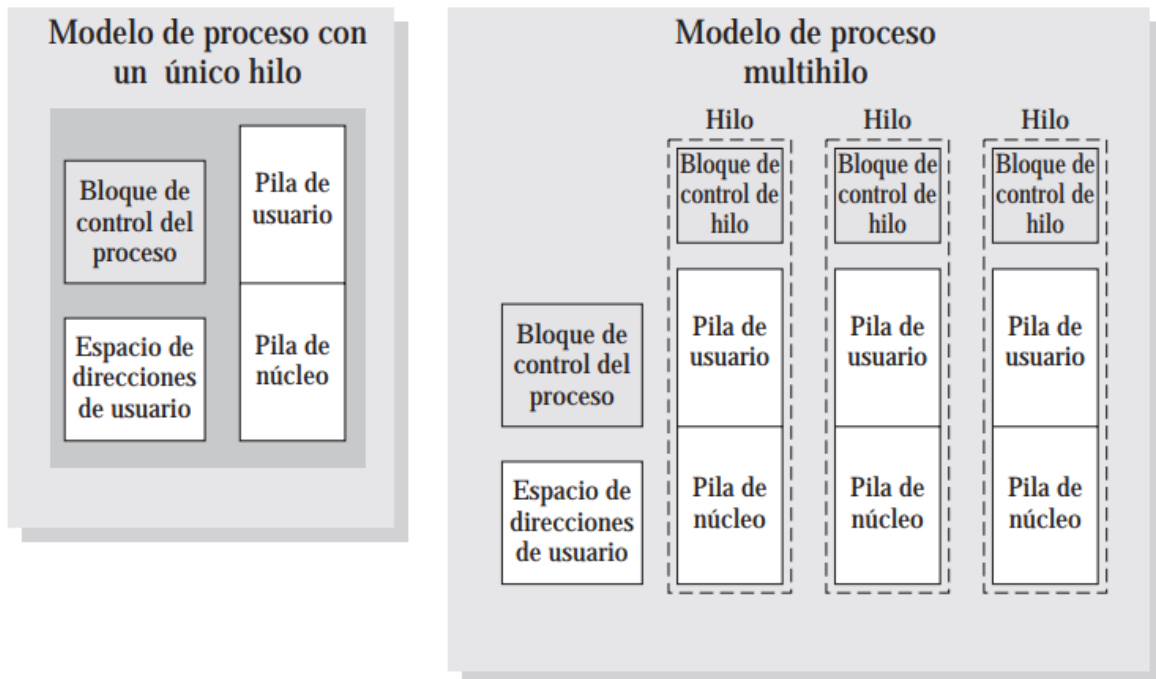 Modelo de proceso con
un único hilo
Bloque de
control del
proceso
Pila de
usuario
Espacio de
direcciones
de usuario
Pila de
núcleo
Modelo de proceso
multihilo
Hilo
Hilo
Hilo
Bloque de
control de
hilo
Bloque de
control de
hilo
Bloque de
control de
hilo
Bloque de
control del
proceso
Pila de
usuario
Pila de
usuario
Pila de
usuario
Espacio de
direcciones
de usuario
Pila de
núcleo
Pila de
núcleo
Pila de
núcleo